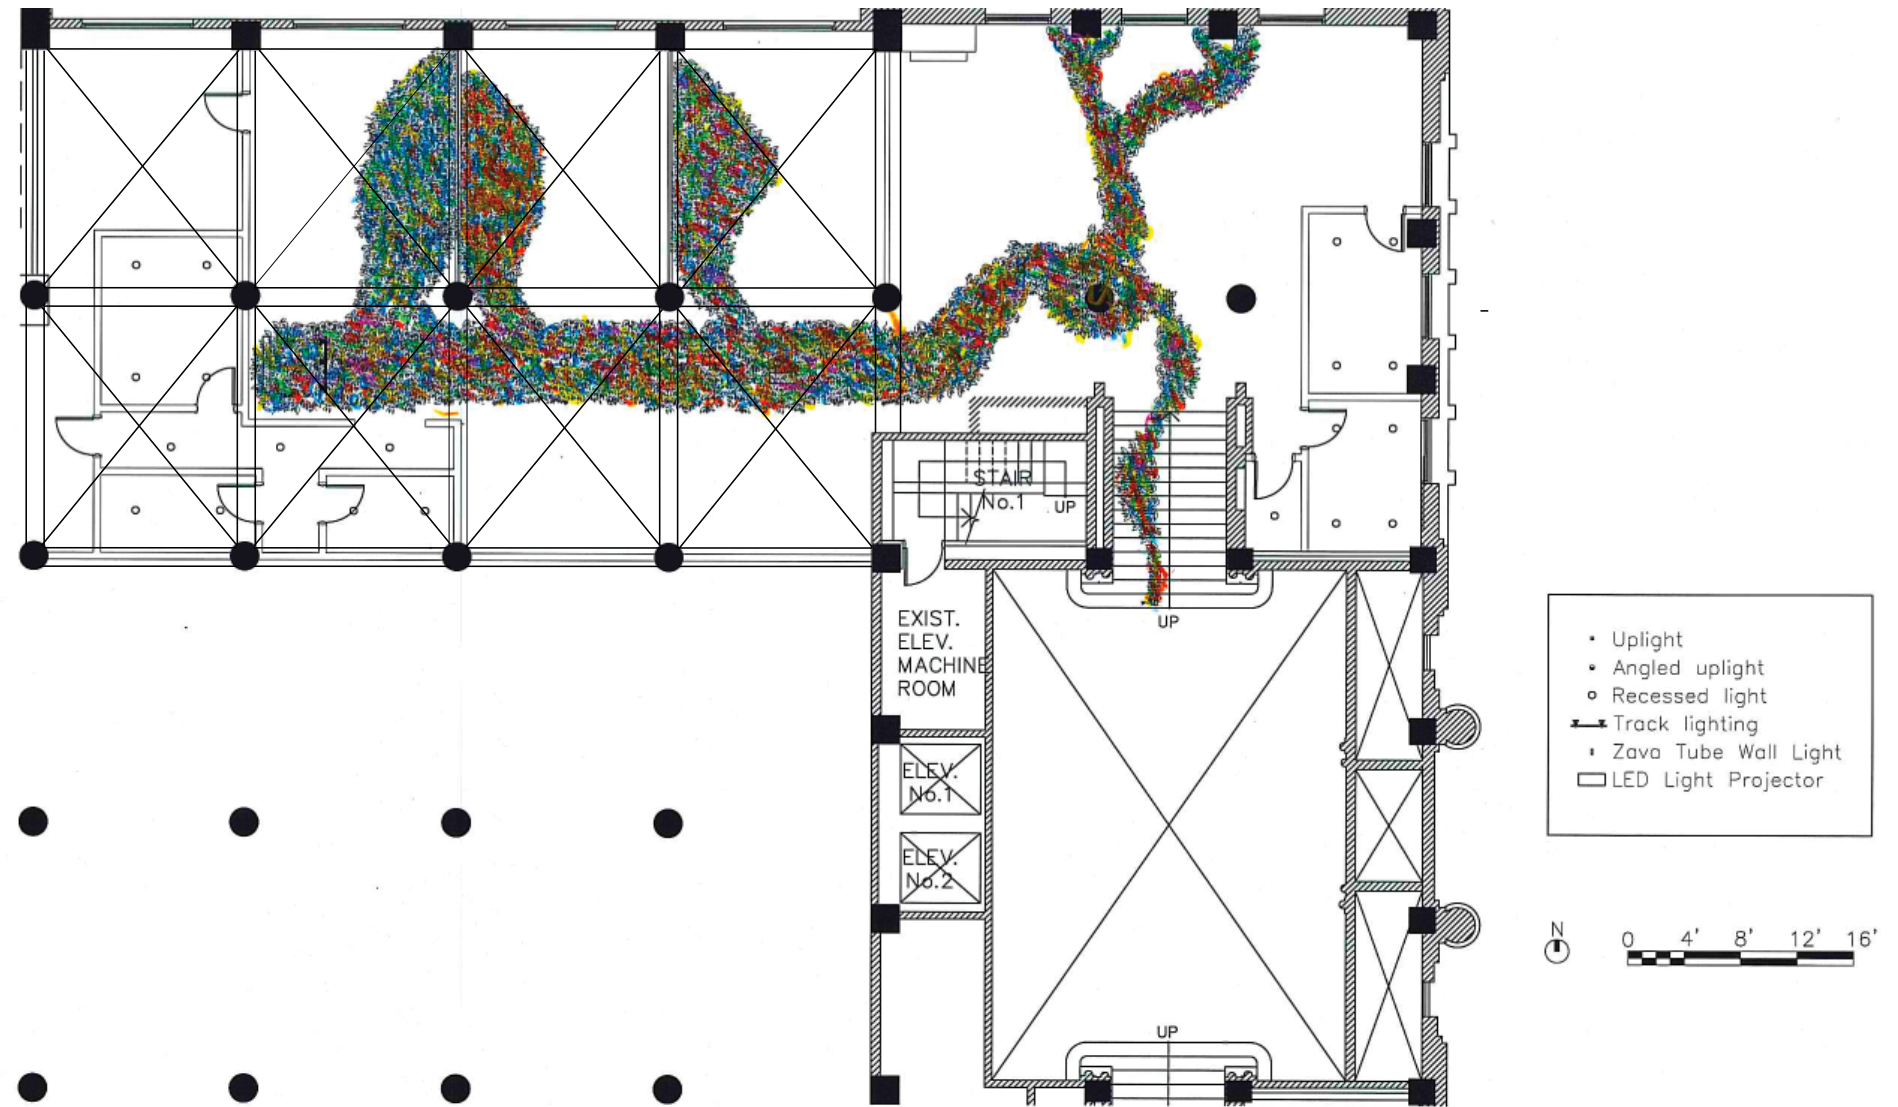 STAIR
No.1
UP
UP
EXIST.
ELEV.
MACHINE
ROOM
ELEV.
No.1
ELEV.
No.2
UP
Uplight
Angled uplight
Recessed light
Track lighting
Zava Tube Wall Light
LED Light Projector
N
0 4' 8' 12' 16'